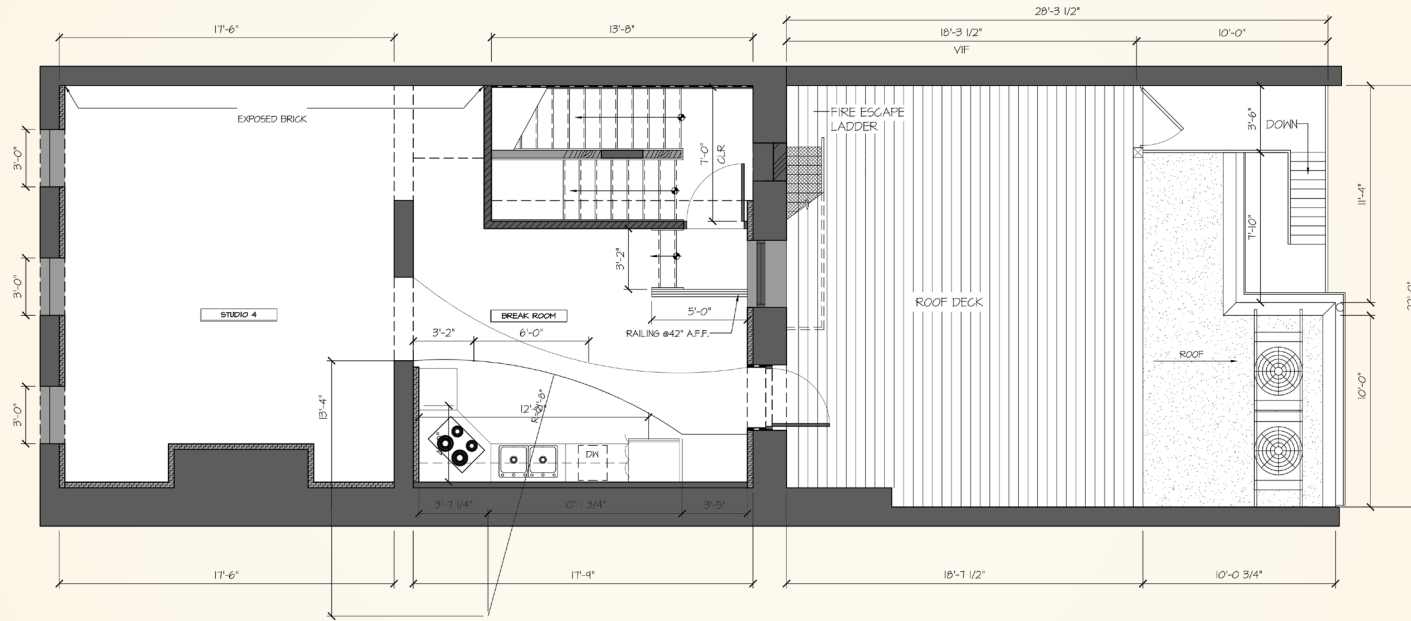 28'-3 1/2"
17'-6"
13'-8"
18'-3 1/2"
VIF
10'-0"
EXPOSED BRICK
FIRE ESCAPE
LADDER
3'-6"
DOWN
3'-0"
7'-0"
CLR
11'-4"
7'-10"
3'-2"
3'-0"
STUDIO 4
BREAK ROOM
5'-0"
ROOF DECK
3'-2"
6'-0"
RAILING @42" A.F.F.
ROOF
3'-0"
13'-4"
12'
10'-0"
DW
3'-7 1/4"
0'-1 3/4"
3'-5"
17'-6"
17'-9"
18'-7 1/2"
10'-0 3/4"